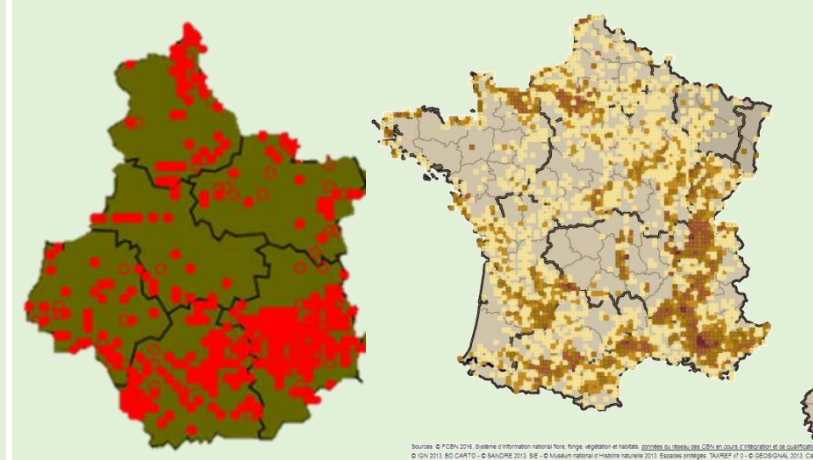 Sources: © FCEN 2016, Système d'information national flore, fonge, végétation et habitats, données du réseau des CBN en cours d'intégration et de qualification
© IGN 2013, BD CARTO - © SANDRE 2013, SIE - © Muséum national d'Histoire naturelle 2013, Espaces protégés, TAXREF v7.0 - © GEOSIGNAL 2013, Ca